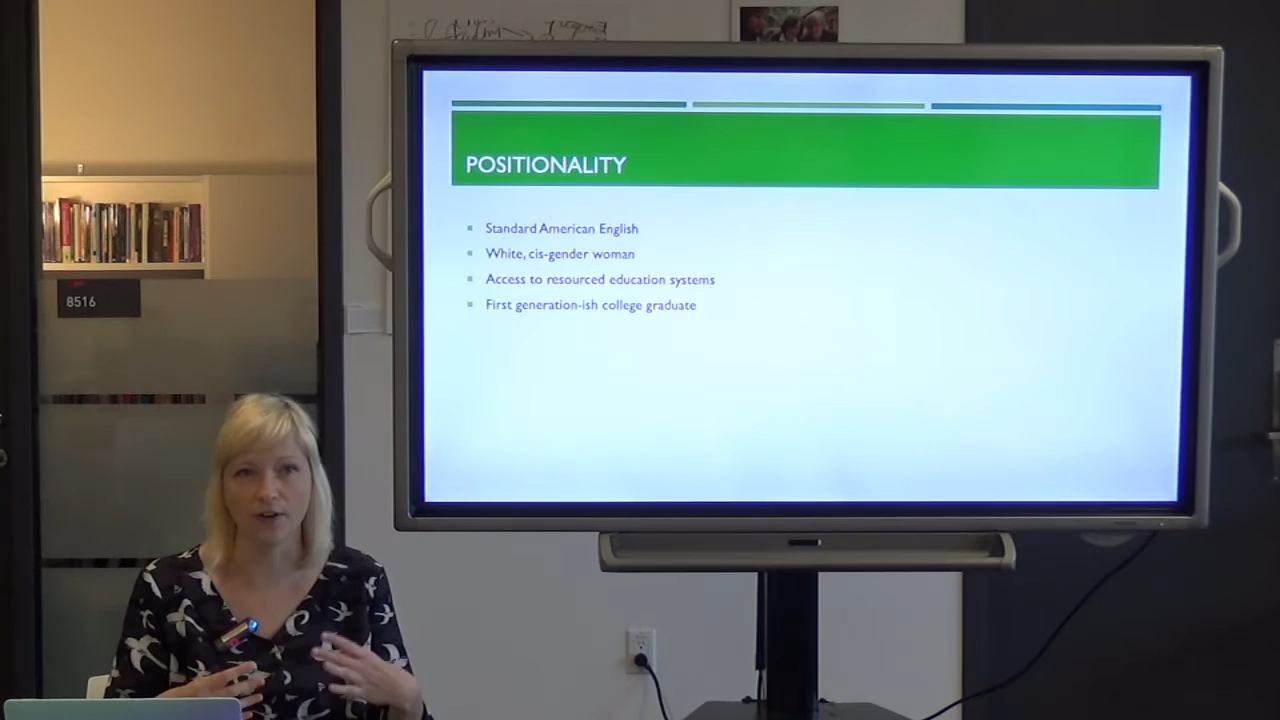 POSITIONALITY
Standard American English
White, cis-gender woman
Access to resourced education systems
First generation-ish college graduate
8516